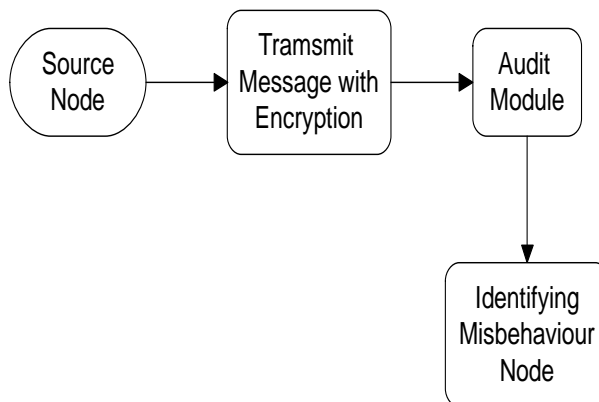 Source
Node
Tramsmit
Message with
Encryption
Audit
Module
Identifying
Misbehaviour
Node